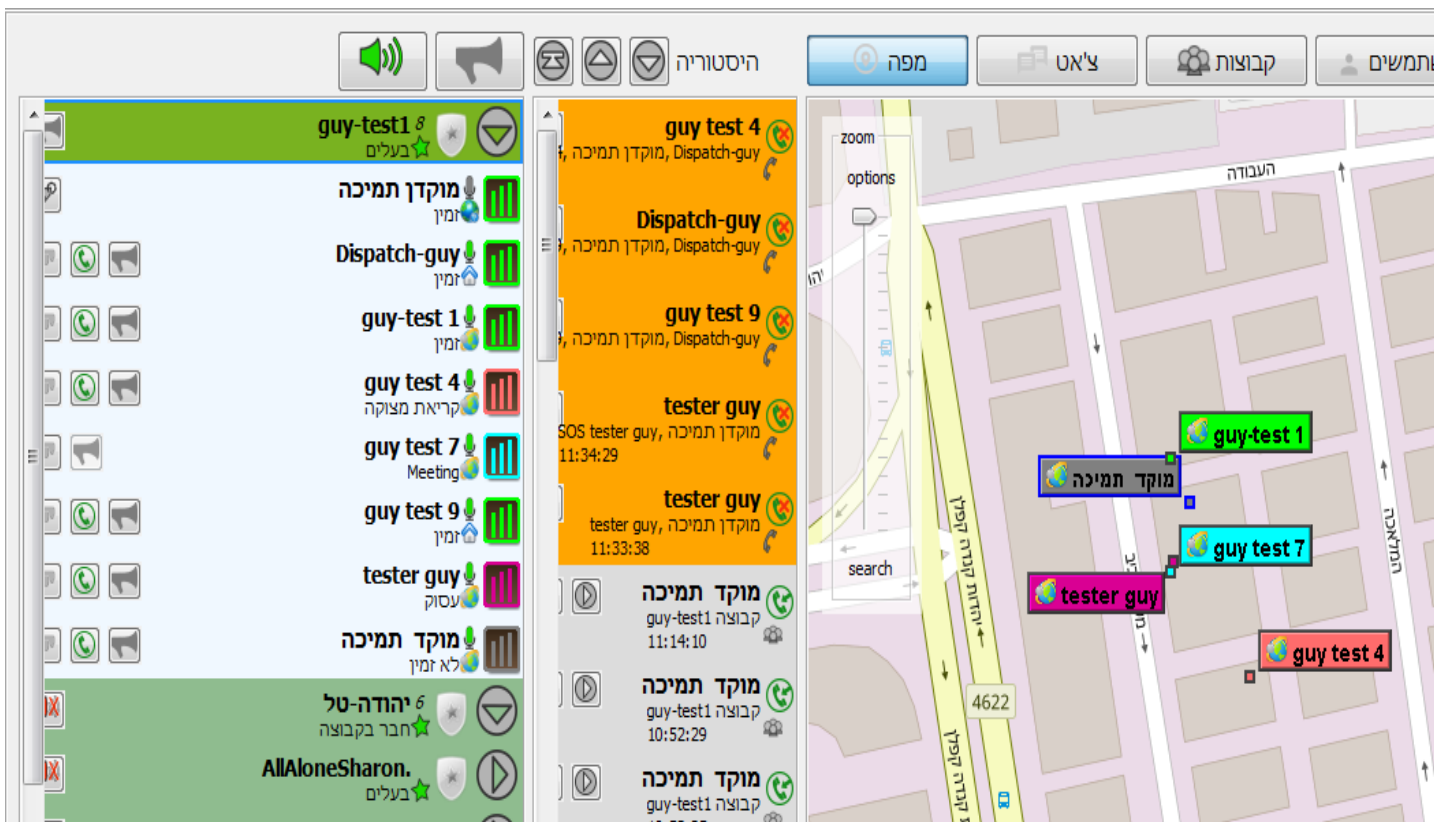 היסטוריה
מפה
צ'אט
קבוצות
guy-test1 8
בעלים
מוקדן תמיכה
זמין
Dispatch-guy
זמין
guy-test 1
זמין
guy test 4
קריאת מצוקה
guy test 7
Meeting
guy test 9
זמין
tester guy
עסוק
מוקד תמיכה
לא זמין
יהודה-טל 6
חבר בקבוצה
AllAloneSharon.
בעלים
guy test 4
Dispatch-guy, מוקדן תמיכה,
Dispatch-guy
Dispatch-guy, מוקדן תמיכה,
guy test 9
Dispatch-guy, מוקדן תמיכה,
tester guy
מוקדן תמיכה, SOS tester guy
11:34:29
tester guy
מוקדן תמיכה, tester guy
11:33:38
מוקד תמיכה
קבוצה guy-test1
11:14:10
מוקד תמיכה
קבוצה guy-test1
10:52:29
מוקד תמיכה
קבוצה guy-test1
zoom
options
search
העבודה
guy-test 1
מוקד תמיכה
guy test 7
tester guy
guy test 4
יהדות קנדה קפלן
המלאכה
4622
קנדה קפלן